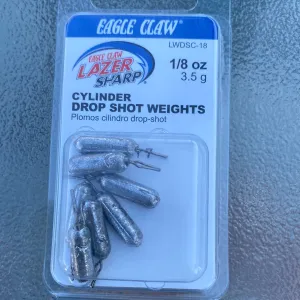 EAGLE CLAW
LWDSC-18
EAGLE CLAW
LAZER
SHARP
1/8 oz
3.5 g
CYLINDER
DROP SHOT WEIGHTS
Plomos cilindro drop-shot